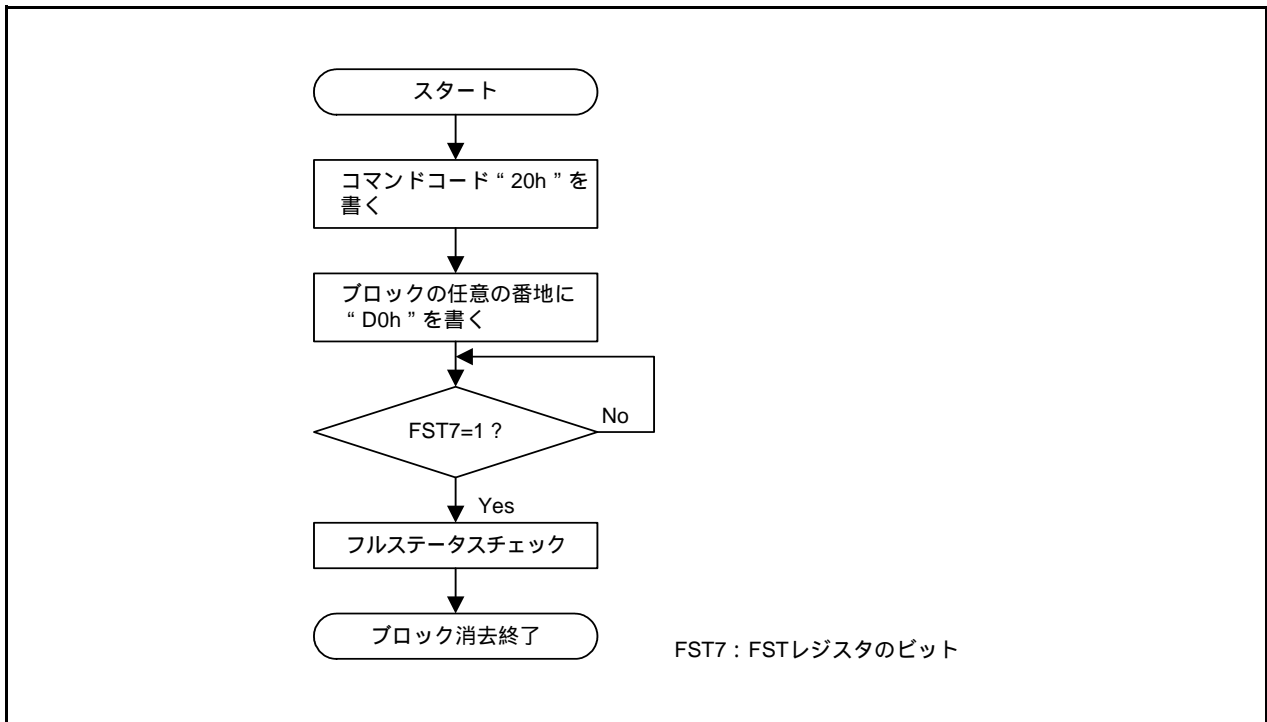 スタート
コマンドコード“ 20h ”を
書く
ブロックの任意の番地に
“ D0h ”を書く
FST7=1 ?
No
Yes
フルステータスチェック
ブロック消去終了
FST7 : FSTレジスタのビット